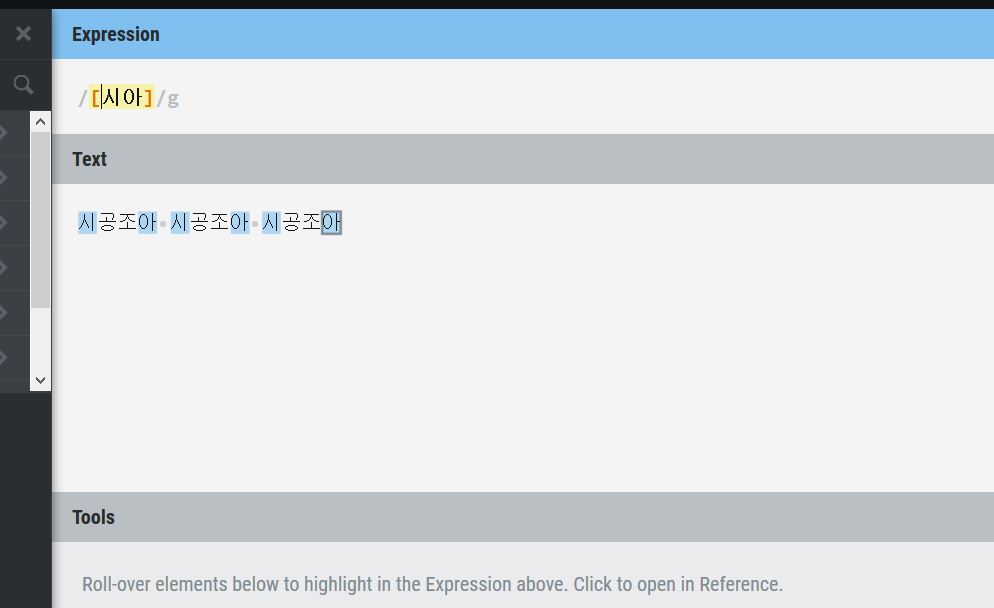 Expression
/[시아]/g
Text
시공조아 시공조아 시공조아
Tools
Roll-over elements below to highlight in the Expression above. Click to open in Reference.